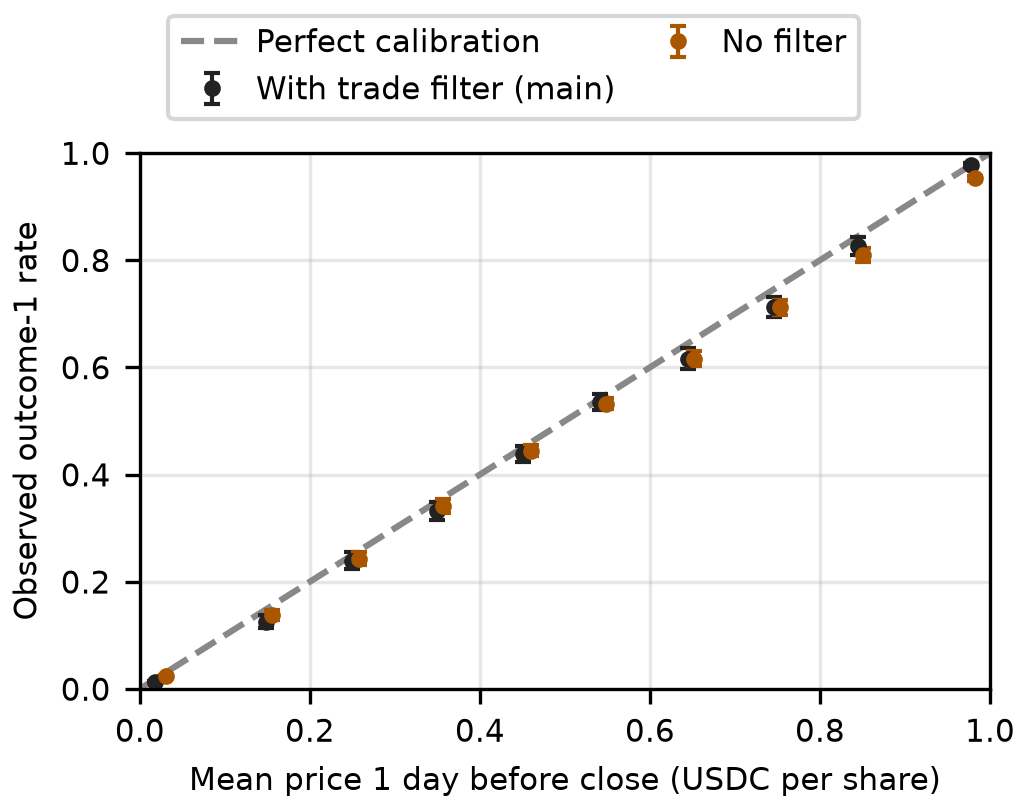 Perfect calibration
With trade filter (main)
No filter
1.0
0.8
0.6
0.4
0.2
0.0
Observed outcome-1 rate
0.0 0.2 0.4 0.6 0.8 1.0
Mean price 1 day before close (USDC per share)